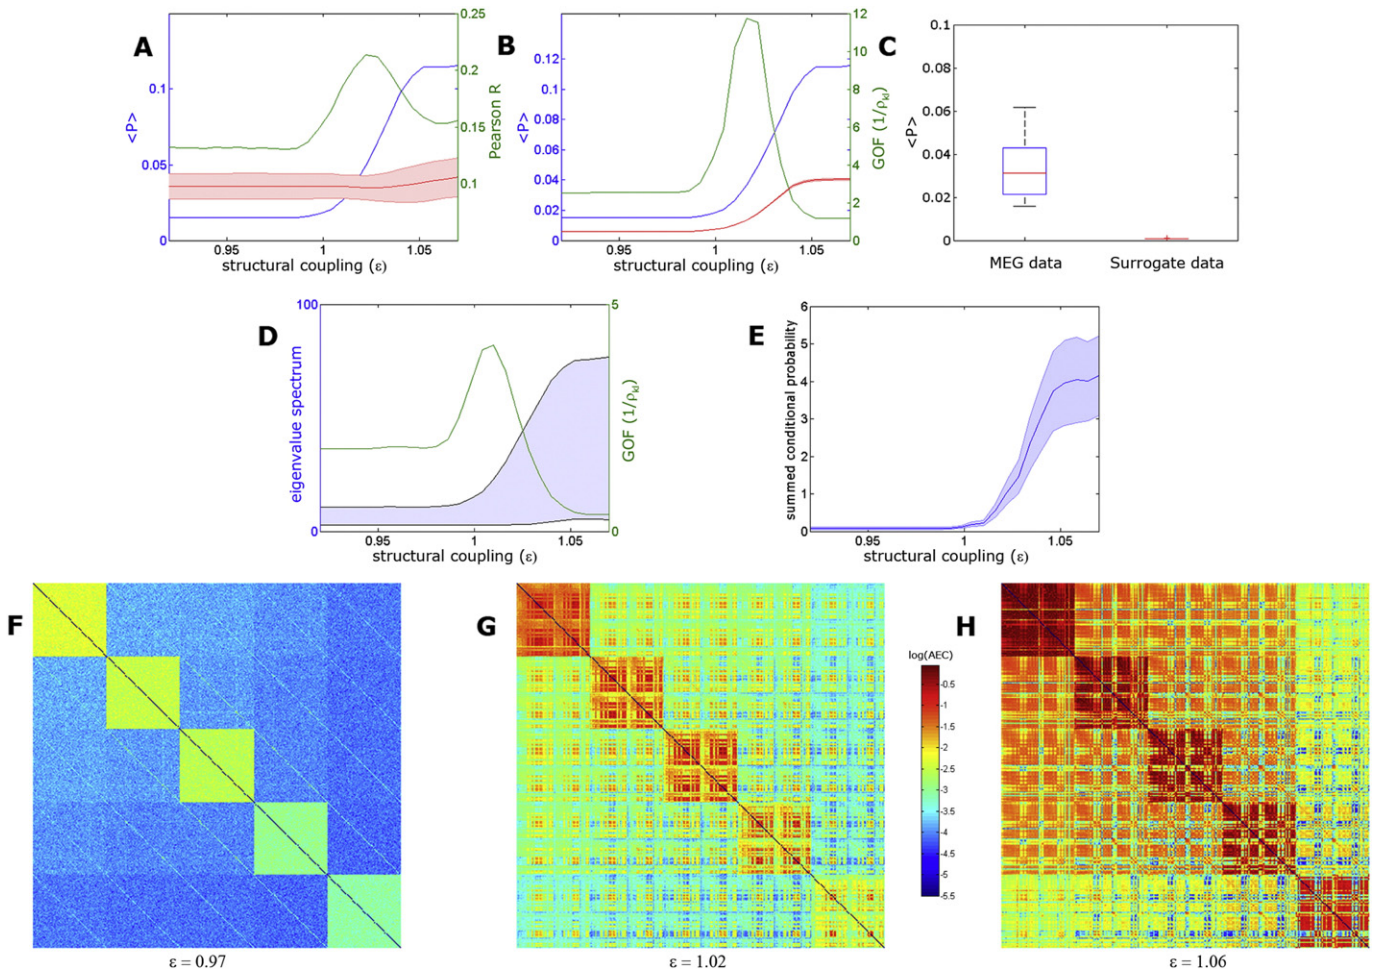 A
<P>
0.1
0.05
0
0.25
0.2
0.15
0.1
0
Pearson R
0.95 1 1.05
structural coupling (ε)
B
<P>
0.12
0.1
0.08
0.06
0.04
0.02
0
12
10
8
6
4
2
0
GOF (1/ρkl)
0.95 1 1.05
structural coupling (ε)
C
<P>
0.1
0.08
0.06
0.04
0.02
0
MEG data Surrogate data
D
eigenvalue spectrum
100
0
5
0
GOF (1/ρkl)
0.95 1 1.05
structural coupling (ε)
E
summed conditional probability
6
5
4
3
2
1
0
0.95 1 1.05
structural coupling (ε)
F
ε = 0.97
G
ε = 1.02
log(AEC)
-0.5
-1
-1.5
-2
-2.5
-3
-3.5
-4
-4.5
-5
-5.5
H
ε = 1.06